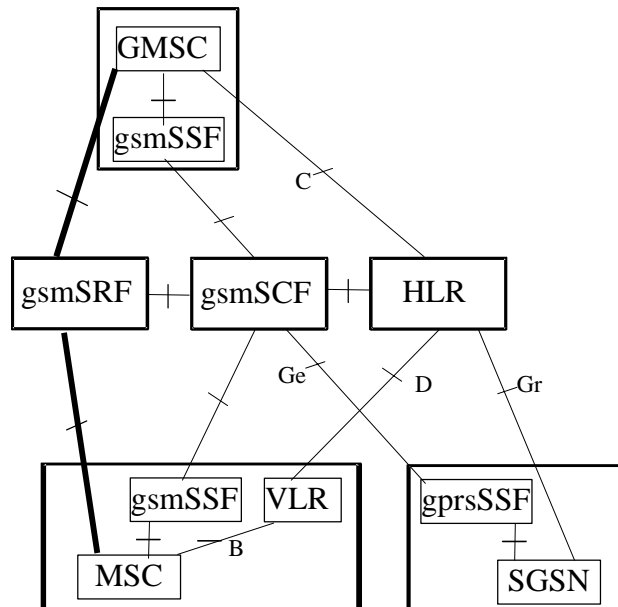 GMSC
gsmSSF
C
gsmSRF
gsmSCF
HLR
Ge
D
Gr
gsmSSF
VLR
gprsSSF
B
MSC
SGSN